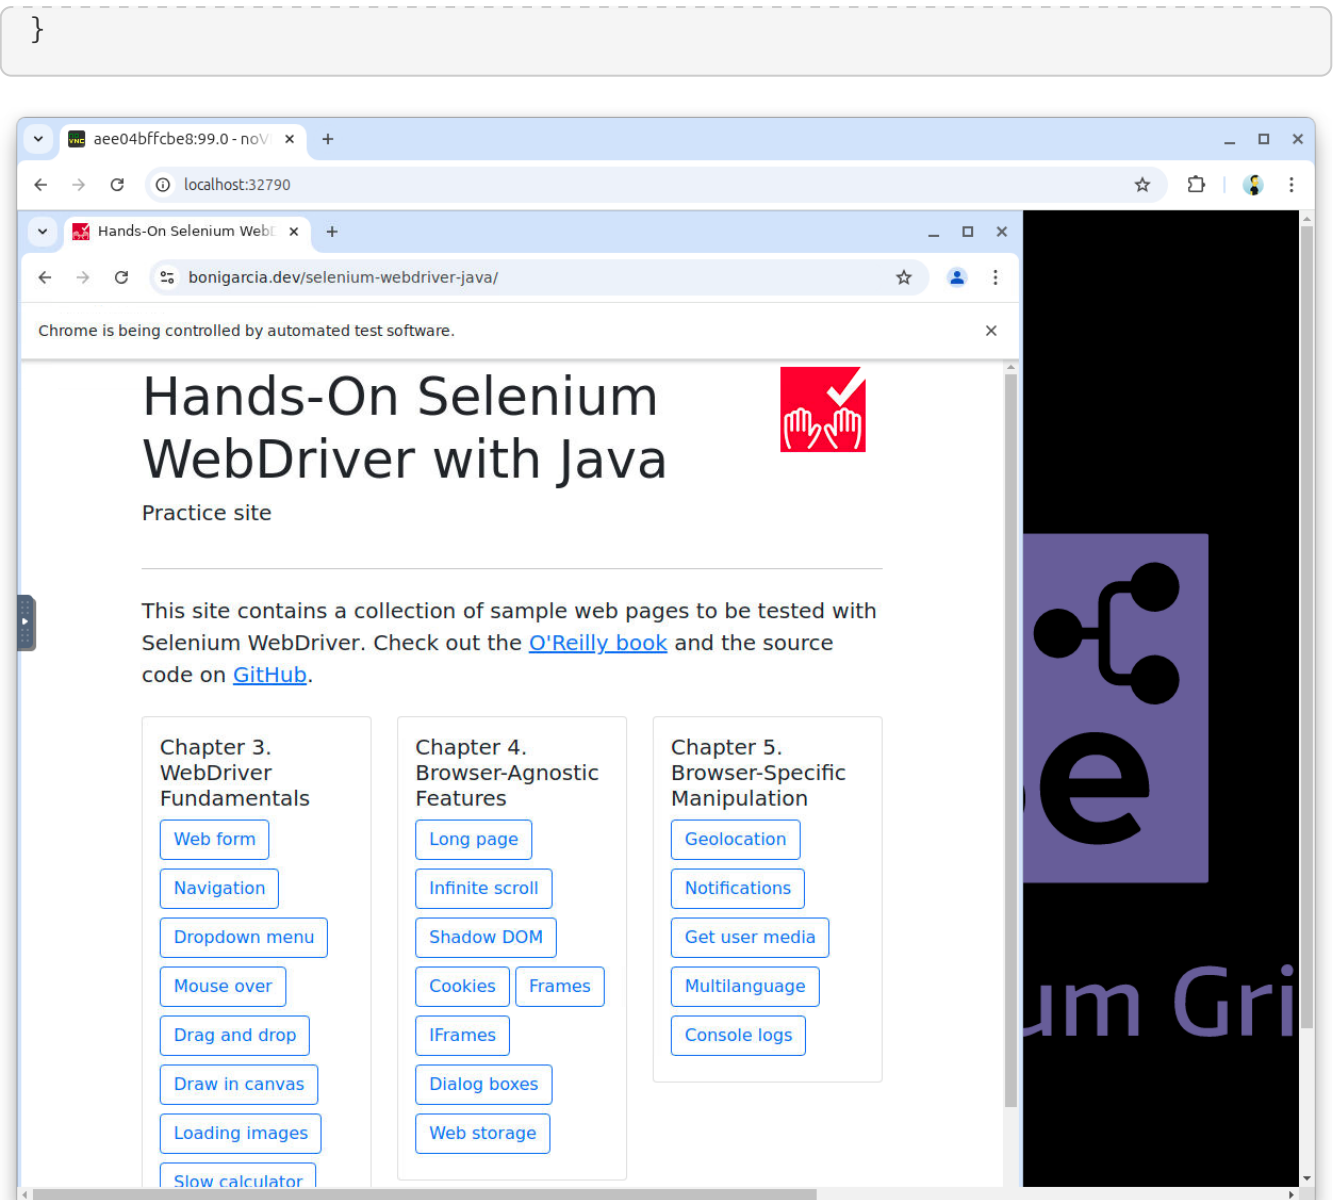 }
aee04bffcbe8:99.0 - noV
localhost:32790
Hands-On Selenium WebD
bonigarcia.dev/selenium-webdriver-java/
Chrome is being controlled by automated test software.
Hands-On Selenium
WebDriver with Java
Practice site
This site contains a collection of sample web pages to be tested with
Selenium WebDriver. Check out the O'Reilly book and the source
code on GitHub.
Chapter 3.
WebDriver
Fundamentals
Web form
Navigation
Dropdown menu
Mouse over
Drag and drop
Draw in canvas
Loading images
Slow calculator
Chapter 4.
Browser-Agnostic
Features
Long page
Infinite scroll
Shadow DOM
Cookies Frames
IFrames
Dialog boxes
Web storage
Chapter 5.
Browser-Specific
Manipulation
Geolocation
Notifications
Get user media
Multilanguage
Console logs
e
um Gri